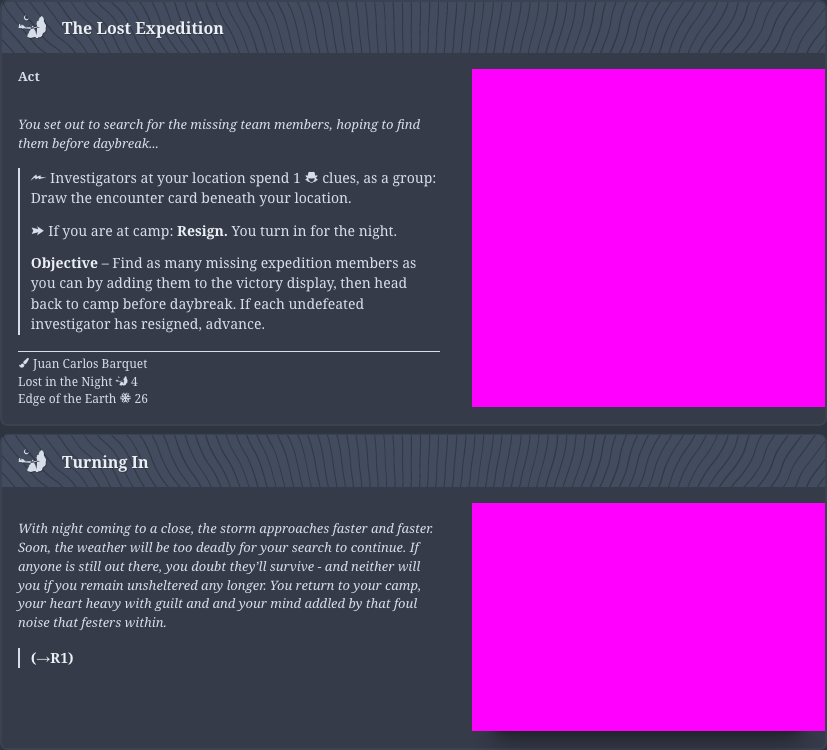 The Lost Expedition
Act
You set out to search for the missing team members, hoping to find
them before daybreak...
Investigators at your location spend 1 clues, as a group:
Draw the encounter card beneath your location.
If you are at camp: Resign. You turn in for the night.
Objective – Find as many missing expedition members as
you can by adding them to the victory display, then head
back to camp before daybreak. If each undefeated
investigator has resigned, advance.
Juan Carlos Barquet
Lost in the Night 4
Edge of the Earth 26
Turning In
With night coming to a close, the storm approaches faster and faster.
Soon, the weather will be too deadly for your search to continue. If
anyone is still out there, you doubt they'll survive - and neither will
you if you remain unsheltered any longer. You return to your camp,
your heart heavy with guilt and and your mind addled by that foul
noise that festers within.
(→R1)